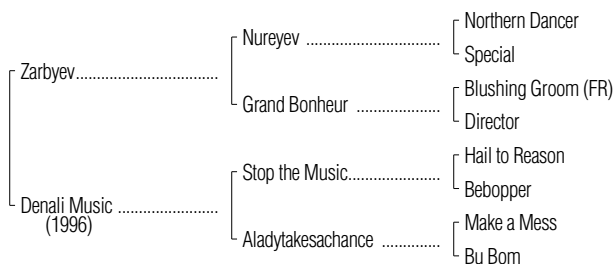 Northern Dancer
Nureyev ........................................
Special
Zarbyev...........................................
Blushing Groom (FR)
Grand Bonheur .........................
Director
Hail to Reason
Stop the Music............................
Bebopper
Denali Music ..............................
(1996)
Make a Mess
Aladytakesachance ....................
Bu Bom